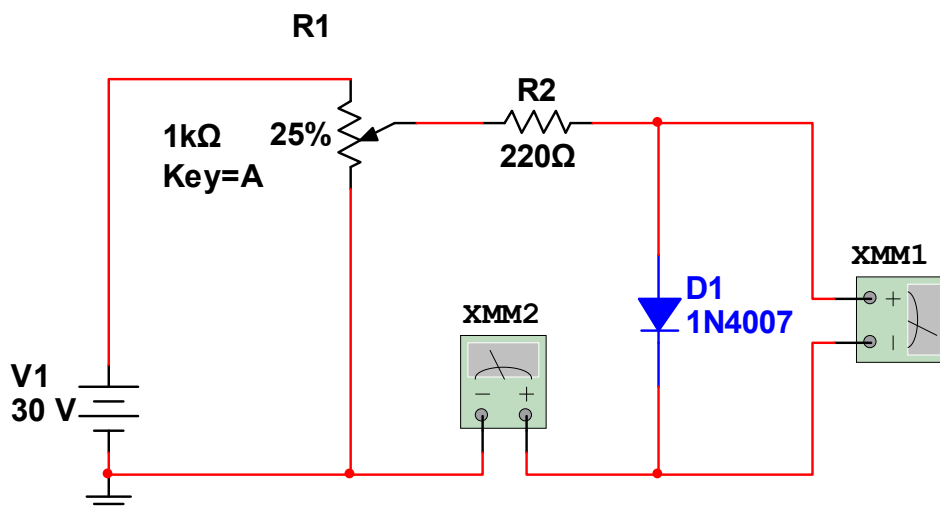 R1
1kΩ
Key=A
25%
R2
220Ω
XMM1
+
–
D1
1N4007
XMM2
– +
V1
30 V